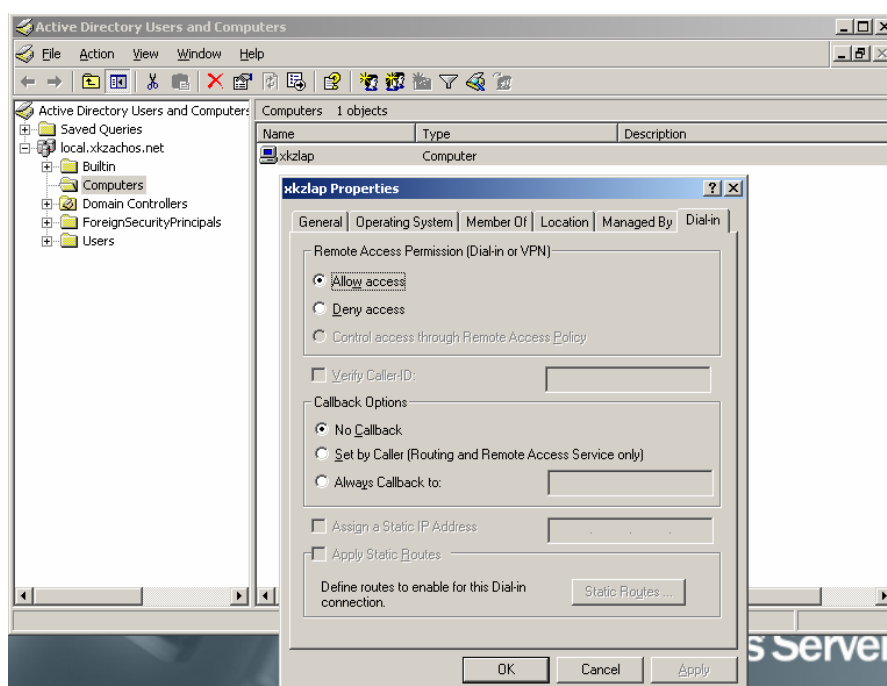 Active Directory Users and Computers
File Action View Window Help
Active Directory Users and Computers
Saved Queries
local.xkzachos.net
Builtin
Computers
Domain Controllers
ForeignSecurityPrincipals
Users
Computers 1 objects
Name Type Description
xkzlap Computer
xkzlap Properties
General Operating System Member Of Location Managed By Dial-in
Remote Access Permission (Dial-in or VPN)
Allow access
Deny access
Control access through Remote Access Policy
Verify Caller-ID:
Callback Options
No Callback
Set by Caller (Routing and Remote Access Service only)
Always Callback to:
Assign a Static IP Address
Apply Static Routes
Define routes to enable for this Dial-in
connection.
Static Routes ...
OK Cancel Apply
s Server